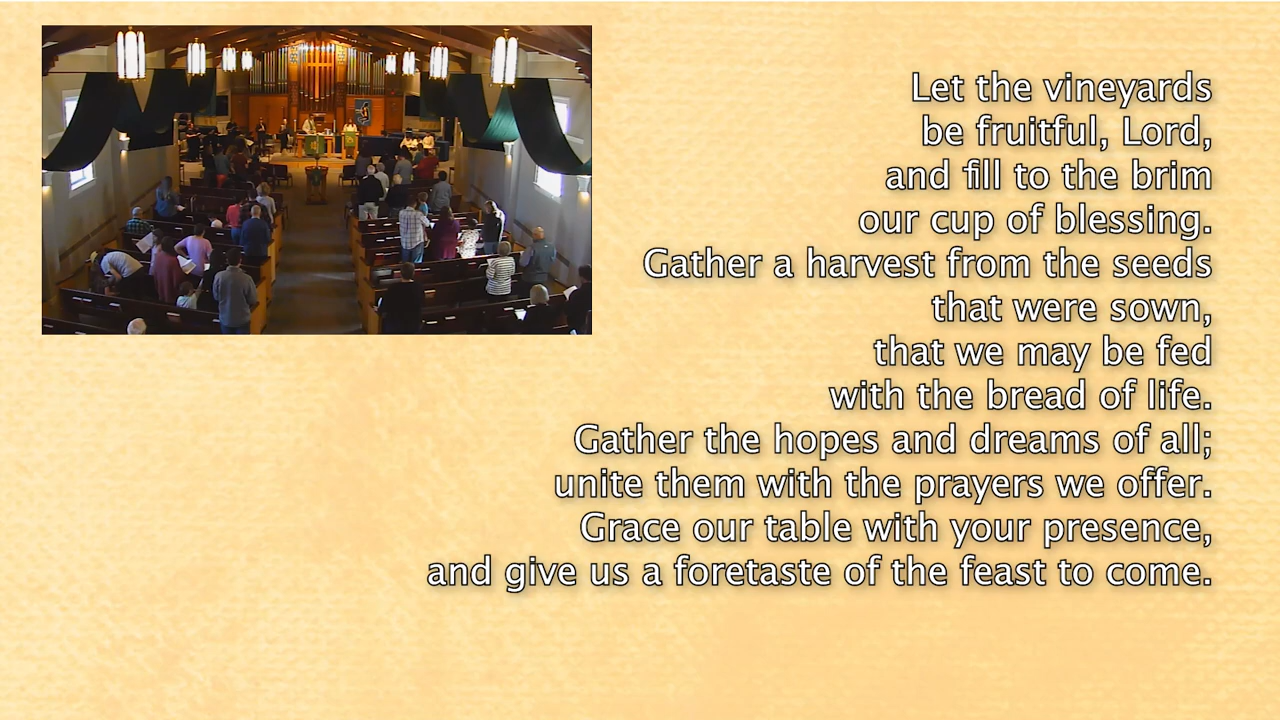 Let the vineyards
be fruitful, Lord,
and fill to the brim
our cup of blessing.
Gather a harvest from the seeds
that were sown,
that we may be fed
with the bread of life.
Gather the hopes and dreams of all;
unite them with the prayers we offer.
Grace our table with your presence,
and give us a foretaste of the feast to come.